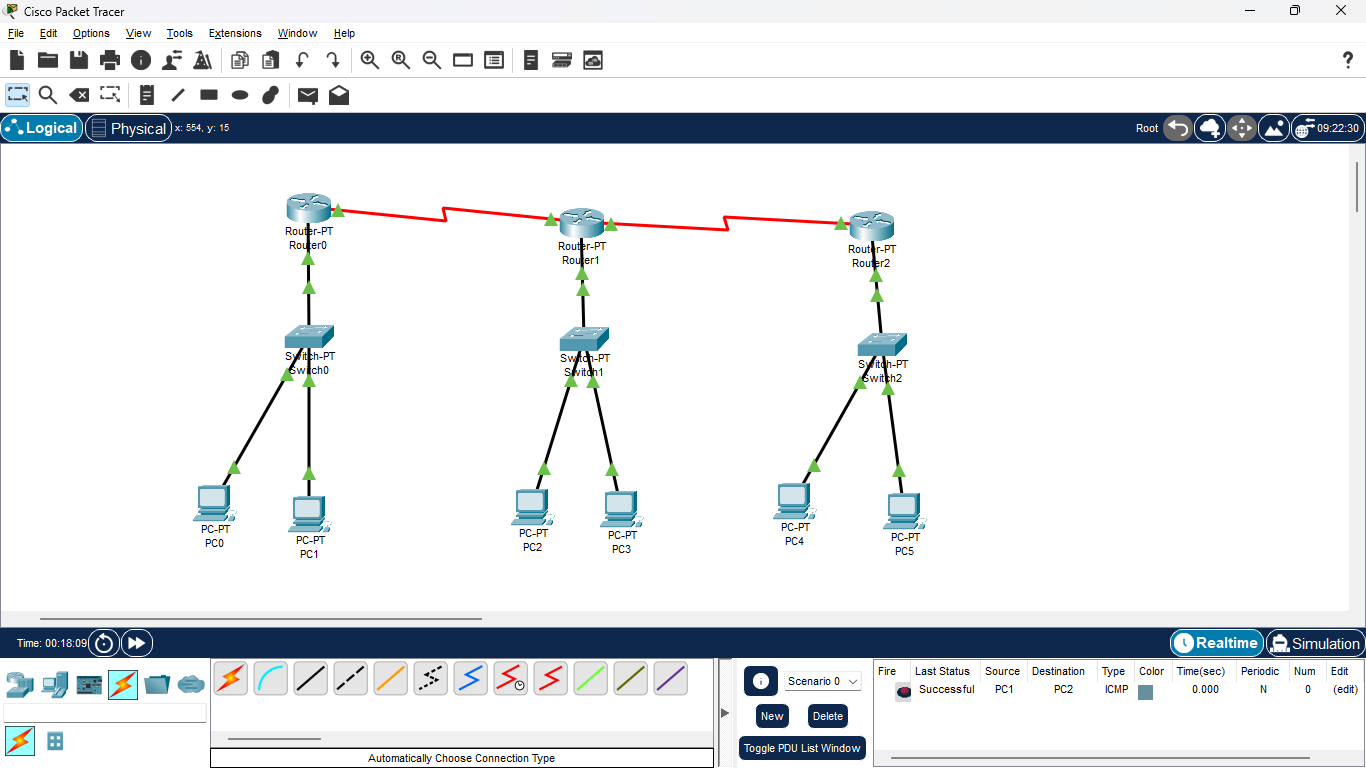 Cisco Packet Tracer
File Edit Options View Tools Extensions Window Help
Logical Physical x: 554, y: 15 Root 09:22:30
Router-PT
Router0
Router-PT
Router1
Router-PT
Router2
Switch-PT
Switch0
Switch-PT
Switch1
Switch-PT
Switch2
PC-PT
PC0
PC-PT
PC1
PC-PT
PC2
PC-PT
PC3
PC-PT
PC4
PC-PT
PC5
Time: 00:18:09 Realtime Simulation
Scenario 0
New Delete
Toggle PDU List Window
Fire Last Status Source Destination Type Color Time(sec) Periodic Num Edit
Successful PC1 PC2 ICMP 0.000 N 0 (edit)
Automatically Choose Connection Type